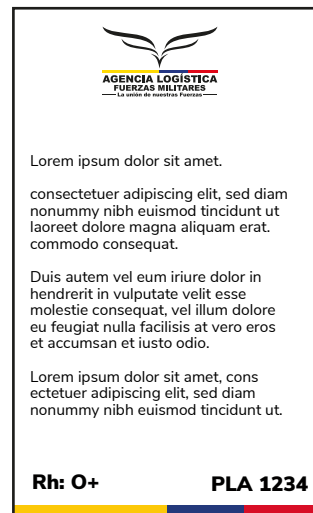 AGENCIA LOGÍSTICA
FUERZAS MILITARES
La unión de nuestras Fuerzas
Lorem ipsum dolor sit amet.
consectetuer adipiscing elit, sed diam
nonummy nibh euismod tincidunt ut
laoreet dolore magna aliquam erat.
commodo consequat.
Duis autem vel eum iriure dolor in
hendrerit in vulputate velit esse
molestie consequat, vel illum dolore
eu feugiat nulla facilisis at vero eros
et accumsan et iusto odio.
Lorem ipsum dolor sit amet, cons
ectetuer adipiscing elit, sed diam
nonummy nibh euismod tincidunt ut.
Rh: O+ PLA 1234